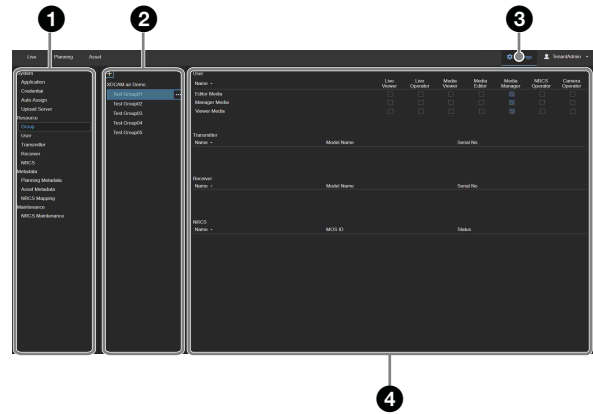 1 2 3
Live Planning Asset TenantAdmin
System
Application
Credential
Auto Assign
Upload Server
Resource
Group
User
Transmitter
Receiver
NRCS
Metadata
Planning Metadata
Asset Metadata
NRCS Mapping
Maintenance
NRCS Maintenance
XDCAM air Demo
Test Group01
Test Group02
Test Group03
Test Group04
Test Group05
User
Name Live Viewer Live Operator Media Viewer Media Editor Media Manager NRCS Operator Camera Operator
Editor Media
Manager Media
Viewer Media
Transmitter
Name Model Name Serial No.
Receiver
Name Model Name Serial No.
NRCS
Name MOS ID Status
4